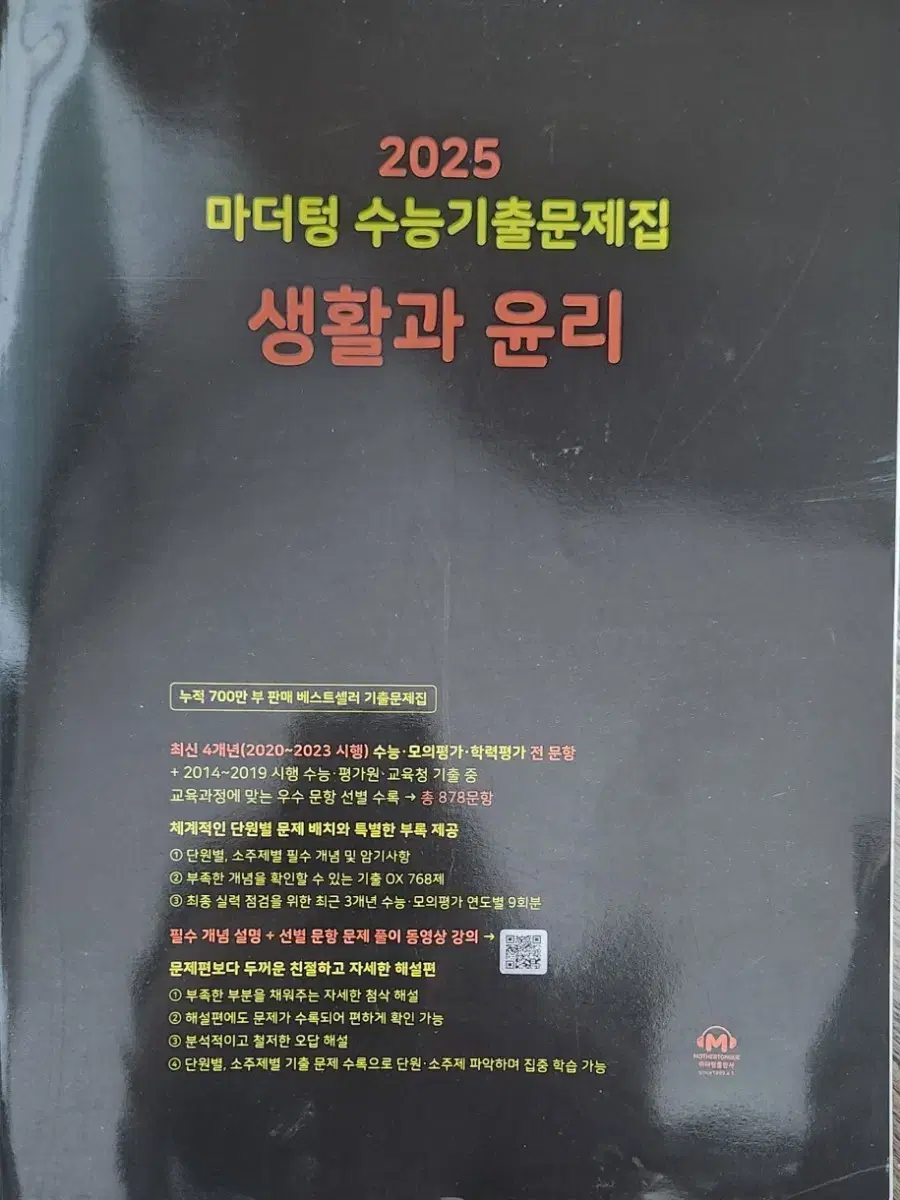 2025
마더텅 수능기출문제집
생활과 윤리
누적 700만 부 판매 베스트셀러 기출문제집
최신 4개년(2020~2023 시행) 수능·모의평가·학력평가 전 문항
+ 2014~2019 시행 수능·평가원·교육청 기출 중
교육과정에 맞는 우수 문항 선별 수록 → 총 878문항
체계적인 단원별 문제 배치와 특별한 부록 제공
① 단원별, 소주제별 필수 개념 및 암기사항
② 부족한 개념을 확인할 수 있는 기출 OX 768제
③ 최종 실력 점검을 위한 최근 3개년 수능·모의평가 연도별 9회분
필수 개념 설명 + 선별 문항 문제 풀이 동영상 강의 →
문제편보다 두꺼운 친절하고 자세한 해설편
① 부족한 부분을 채워주는 자세한 첨삭 해설
② 해설편에도 문제가 수록되어 편하게 확인 가능
③ 분석적이고 철저한 오답 해설
④ 단원별, 소주제별 기출 문제 수록으로 단원·소주제 파악하며 집중 학습 가능
M
MOTHERTONGUE
마더텅출판사
since1999.4.1